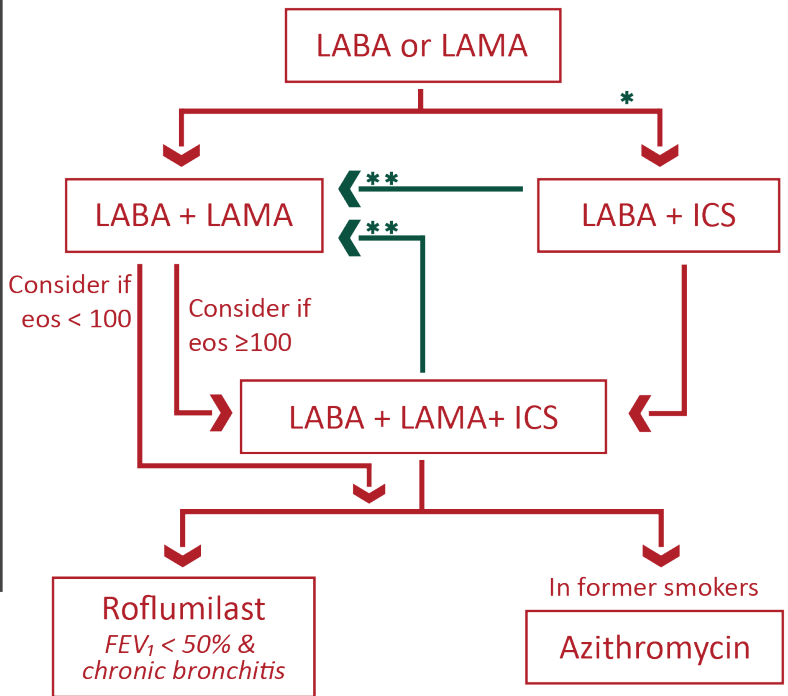 LABA or LAMA
*
**
LABA + LAMA
LABA + ICS
**
Consider if
eos < 100
Consider if
eos ≥100
LABA + LAMA+ ICS
Roflumilast
FEV₁ < 50% &
chronic bronchitis
In former smokers
Azithromycin